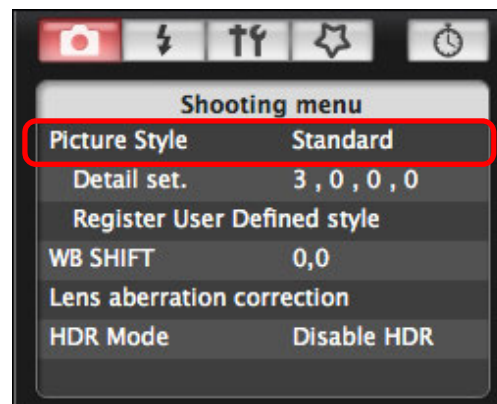 Shooting menu
Picture Style Standard
Detail set. 3 , 0 , 0 , 0
Register User Defined style
WB SHIFT 0,0
Lens aberration correction
HDR Mode Disable HDR